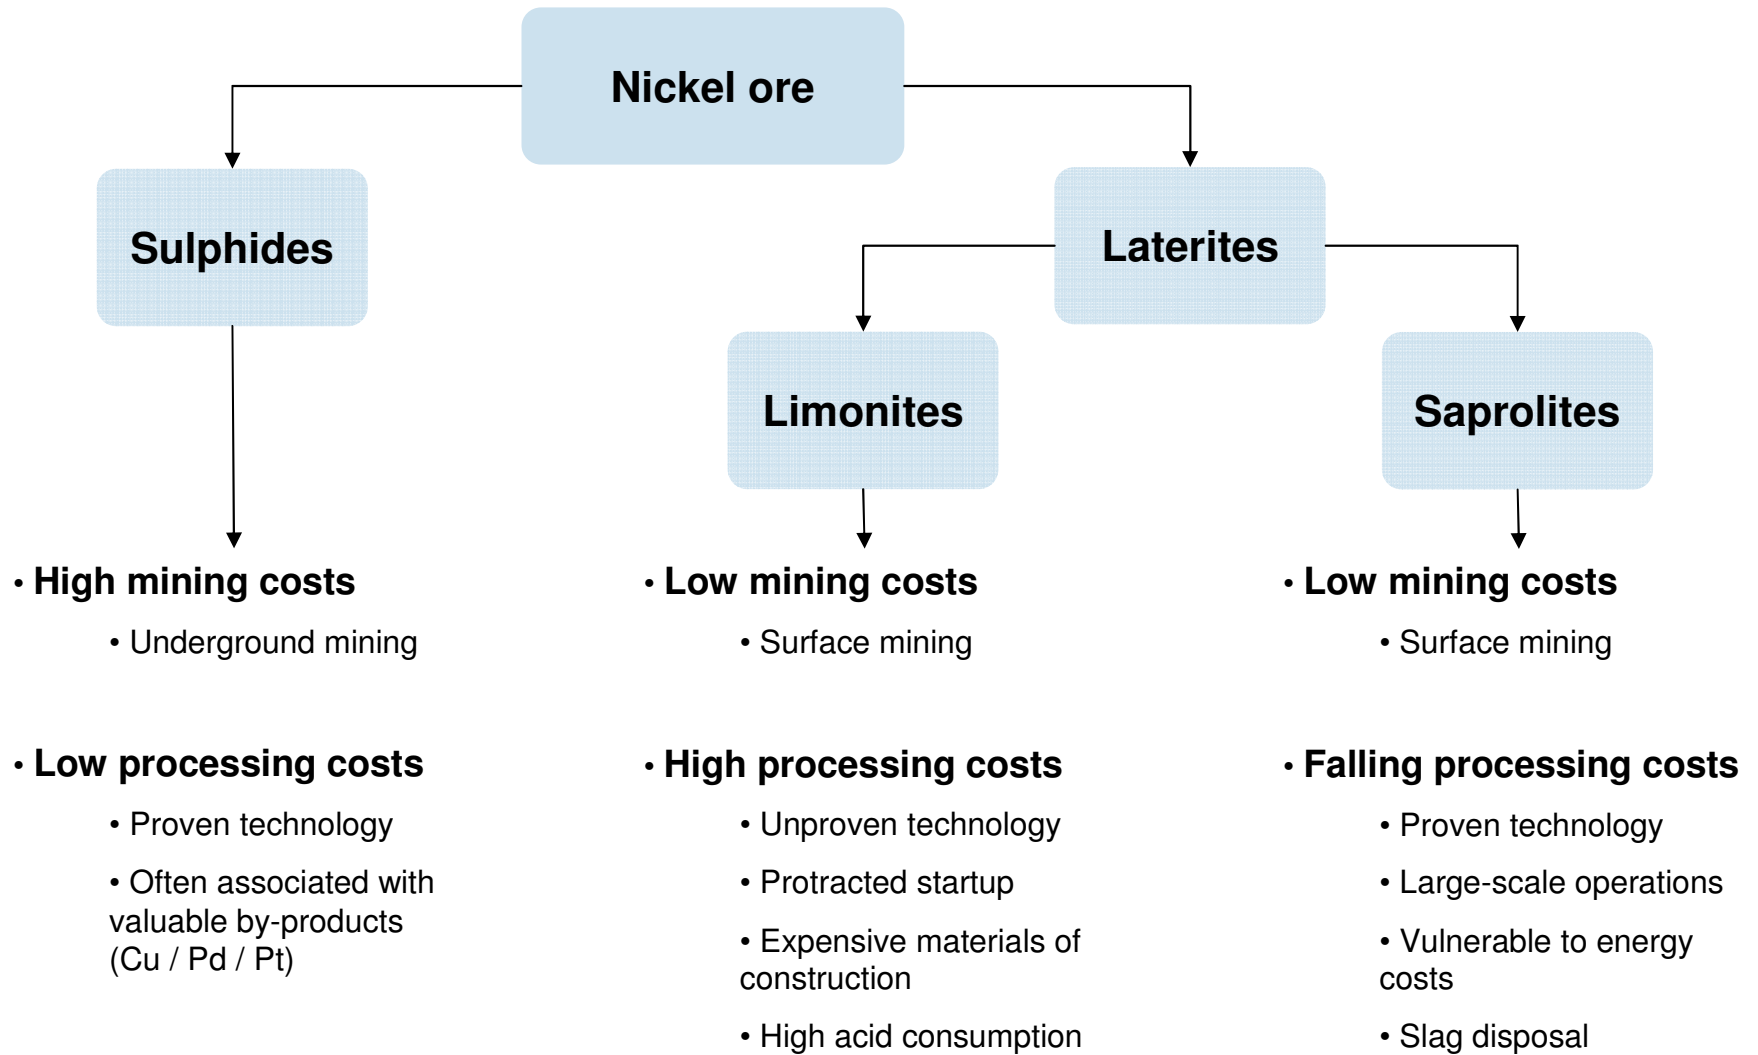 Nickel ore
Sulphides
Laterites
Limonites
Saprolites
• High mining costs
• Underground mining
• Low processing costs
• Proven technology
• Often associated with
valuable by-products
(Cu / Pd / Pt)
• Low mining costs
• Surface mining
• High processing costs
• Unproven technology
• Protracted startup
• Expensive materials of
construction
• High acid consumption
• Low mining costs
• Surface mining
• Falling processing costs
• Proven technology
• Large-scale operations
• Vulnerable to energy
costs
• Slag disposal